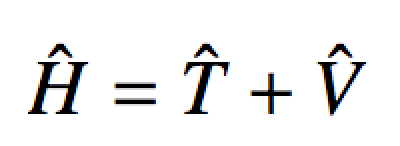 Ĥ = T̂ + V̂